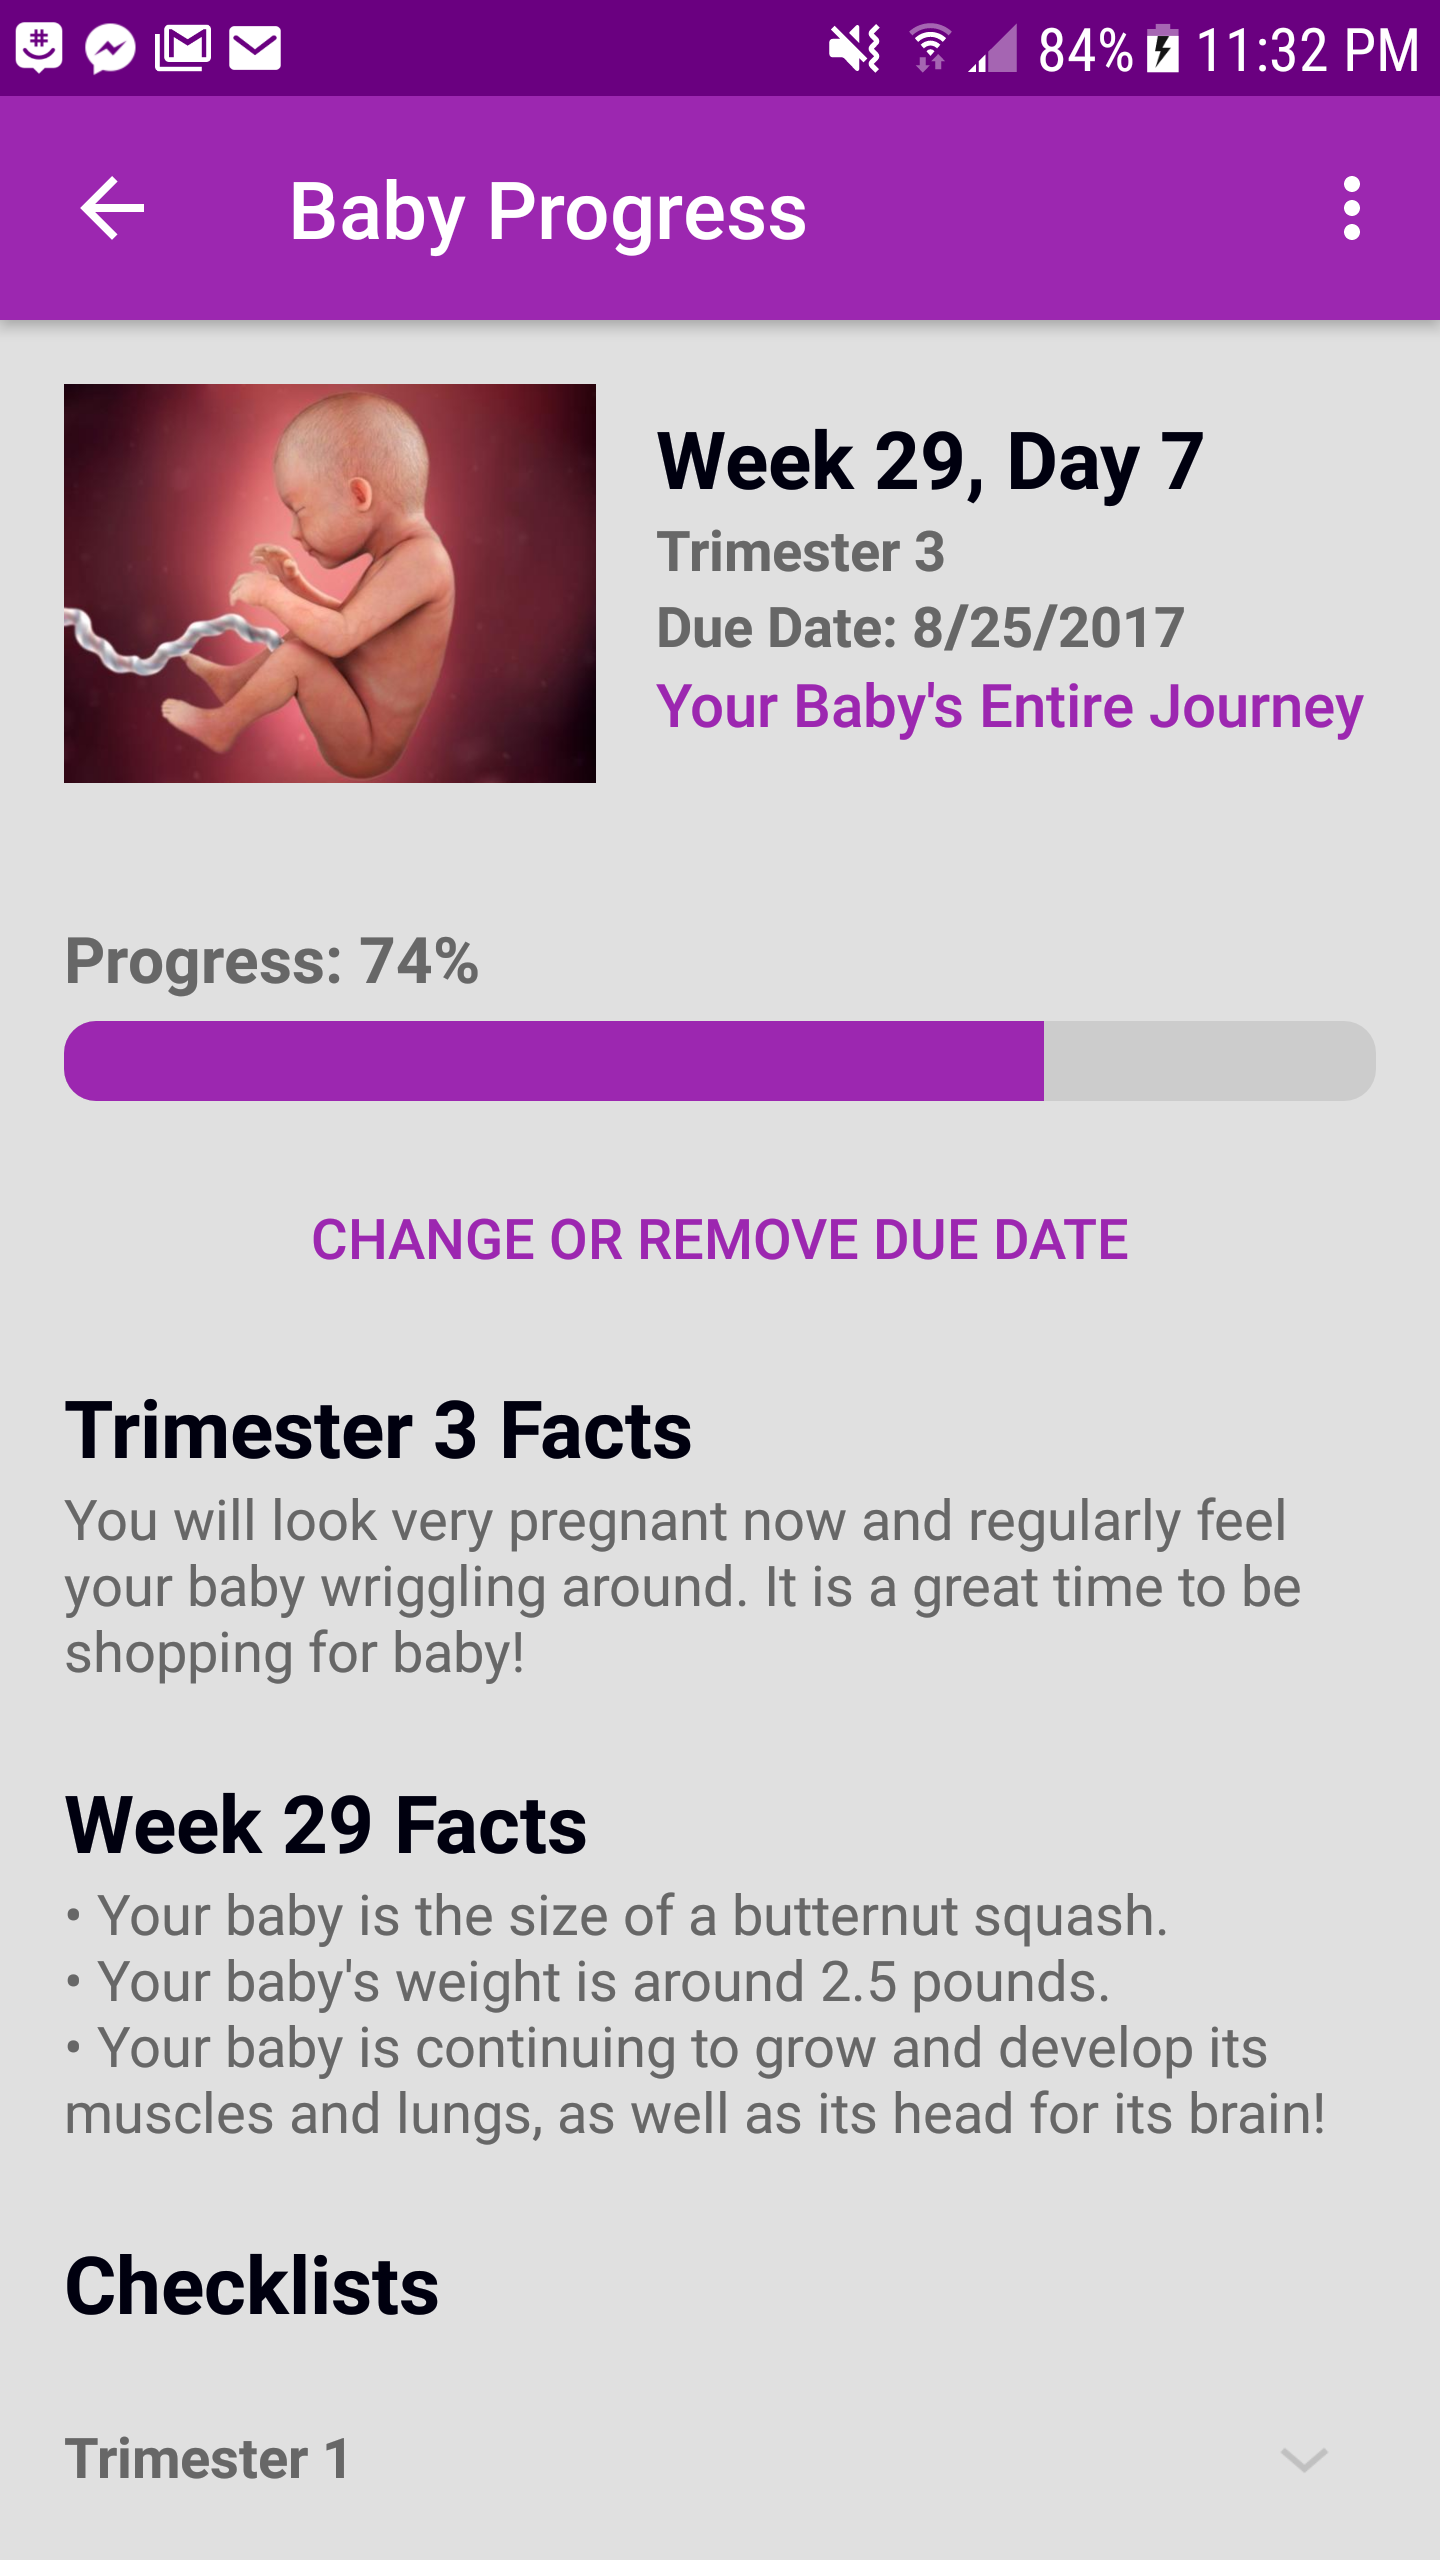 84% 11:32 PM
Baby Progress
Week 29, Day 7
Trimester 3
Due Date: 8/25/2017
Your Baby's Entire Journey
Progress: 74%
CHANGE OR REMOVE DUE DATE
Trimester 3 Facts
You will look very pregnant now and regularly feel
your baby wriggling around. It is a great time to be
shopping for baby!
Week 29 Facts
• Your baby is the size of a butternut squash.
• Your baby's weight is around 2.5 pounds.
• Your baby is continuing to grow and develop its
muscles and lungs, as well as its head for its brain!
Checklists
Trimester 1